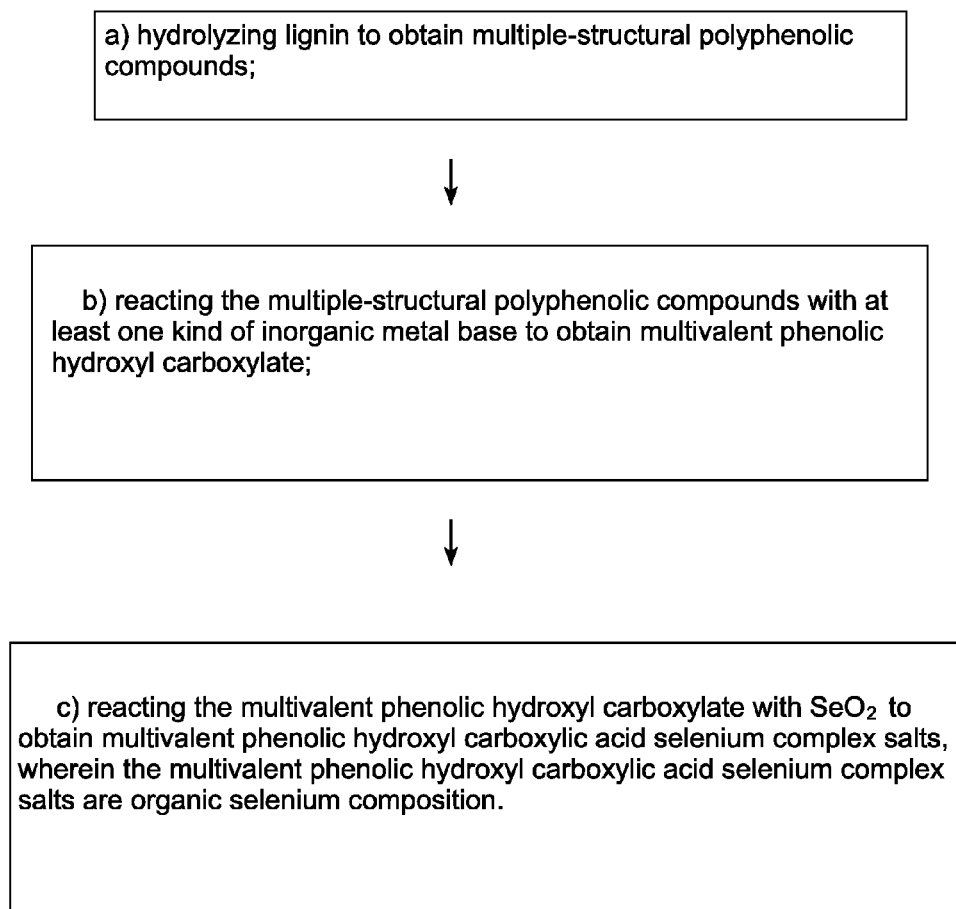 a) hydrolyzing lignin to obtain multiple-structural polyphenolic
compounds;
b) reacting the multiple-structural polyphenolic compounds with at
least one kind of inorganic metal base to obtain multivalent phenolic
hydroxyl carboxylate;
c) reacting the multivalent phenolic hydroxyl carboxylate with SeO₂ to
obtain multivalent phenolic hydroxyl carboxylic acid selenium complex salts,
wherein the multivalent phenolic hydroxyl carboxylic acid selenium complex
salts are organic selenium composition.